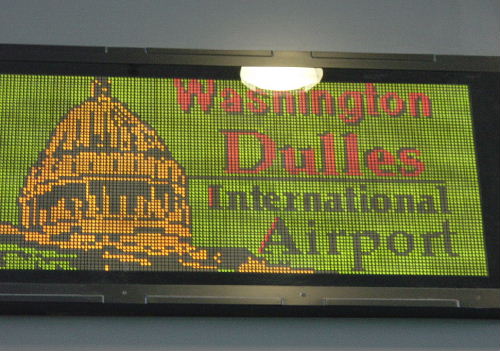 Washington
Dulles
International
Airport